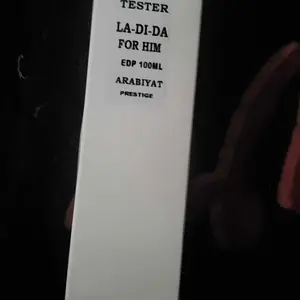 TESTER
LA-DI-DA
FOR HIM
EDP 100ML
ARABIYAT
PRESTIGE